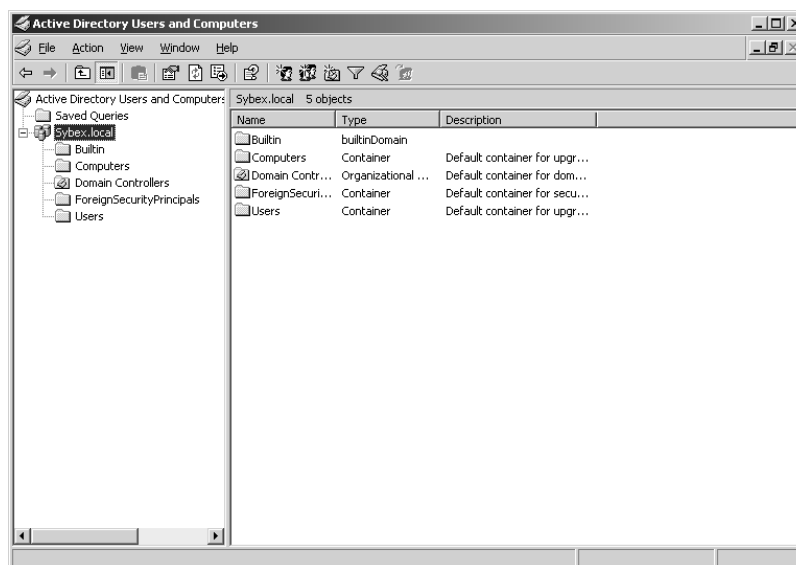 Active Directory Users and Computers
File Action View Window Help
Active Directory Users and Computers
Saved Queries
Sybex.local
Builtin
Computers
Domain Controllers
ForeignSecurityPrincipals
Users
Sybex.local 5 objects
Name Type Description
Builtin builtinDomain
Computers Container Default container for upgr...
Domain Contr... Organizational ... Default container for dom...
ForeignSecuri... Container Default container for secu...
Users Container Default container for upgr...